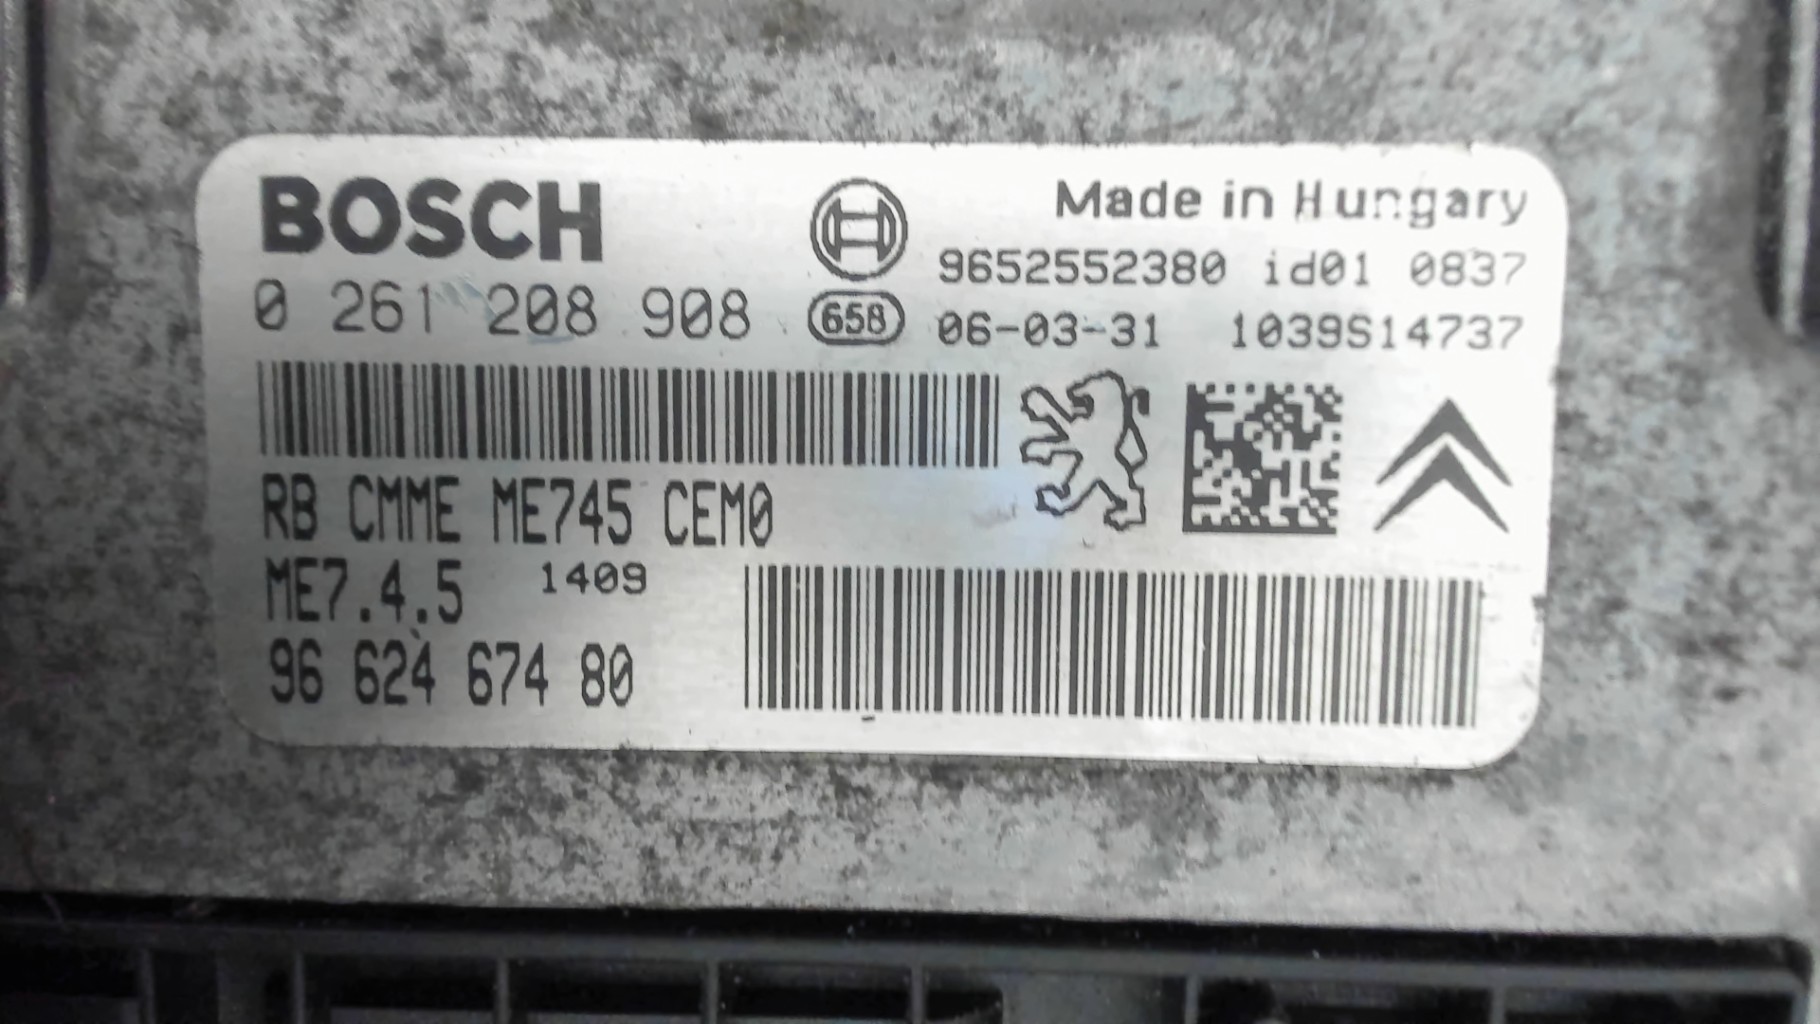 BOSCH
Made in Hungary
9652552380 id01 0837
0 261 208 908
658
06-03-31 1039S14737
RB CMME ME745 CEM0
ME7.4.5 1409
96 624 674 80